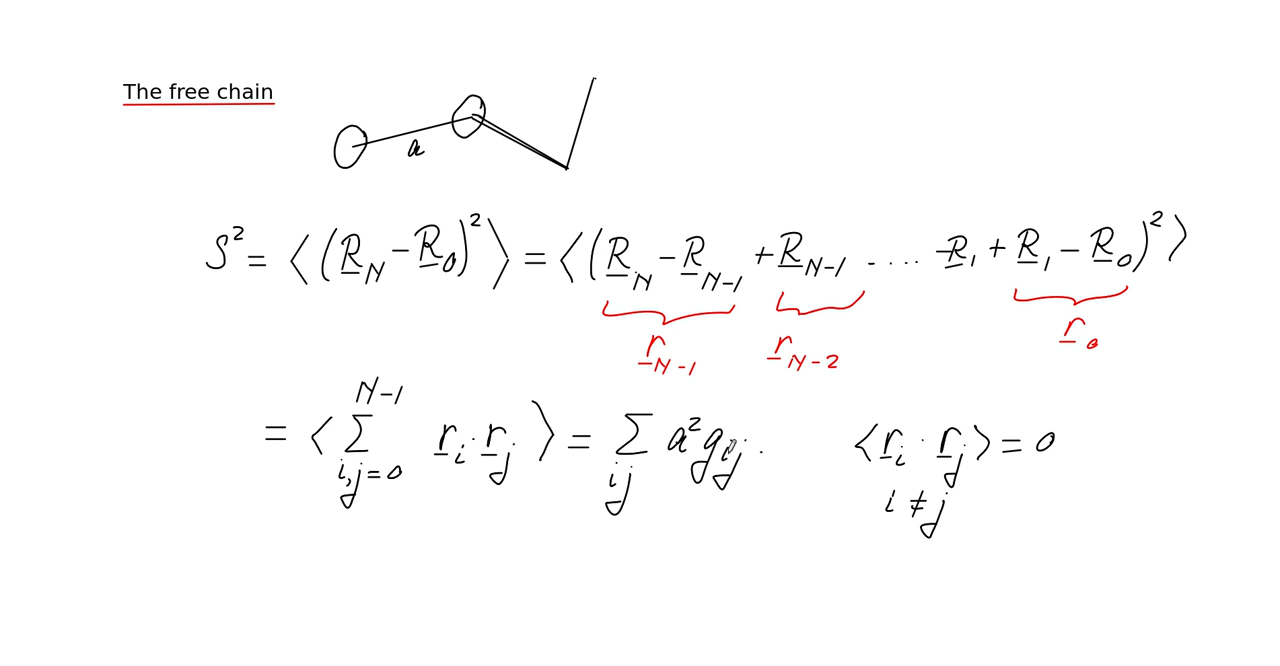 The free chain
a
S² = ⟨(R_N - R_0)²⟩ = ⟨(R_N - R_{N-1} + R_{N-1} - .... - R_1 + R_1 - R_0)²⟩
r_{N-1} r_{N-2} r_0
= ⟨ Σ_{i,j=0}^{N-1} r_i · r_j ⟩ = Σ_{ij} a² g_{ij} . ⟨r_i · r_j⟩ = 0
i ≠ j